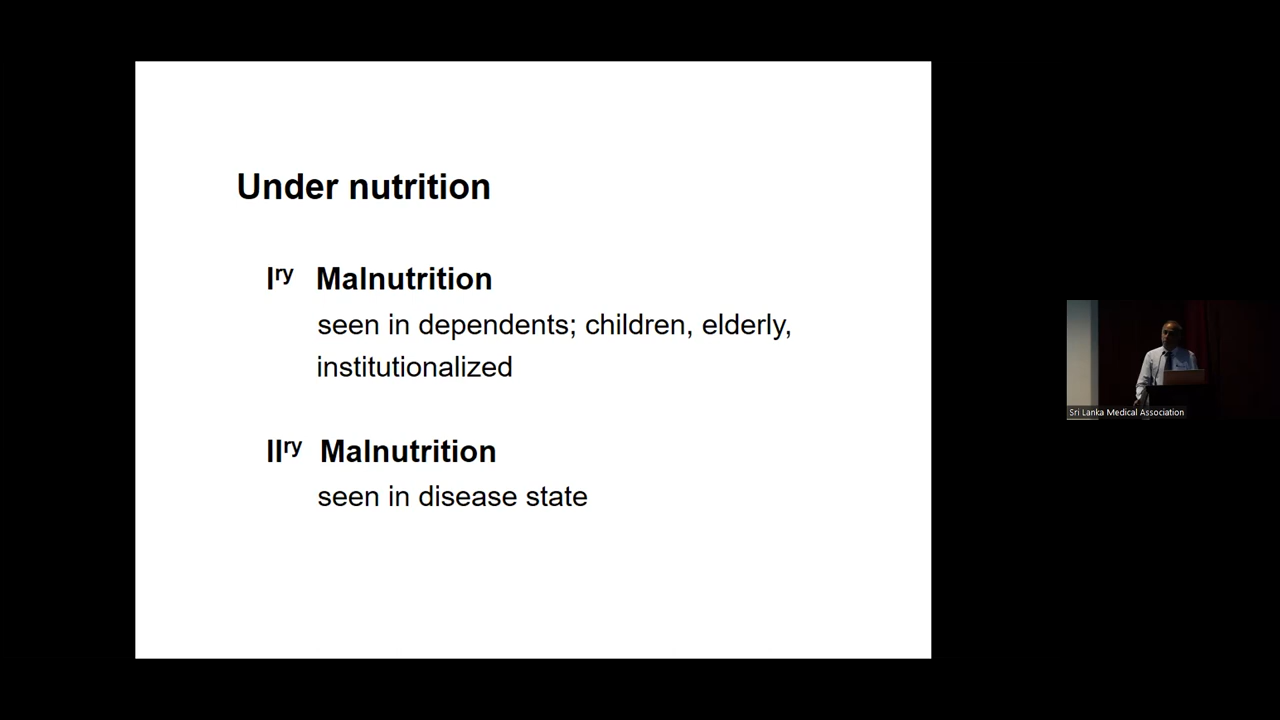 Under nutrition
Iry Malnutrition
seen in dependents; children, elderly,
institutionalized
IIry Malnutrition
seen in disease state
Sri Lanka Medical Association